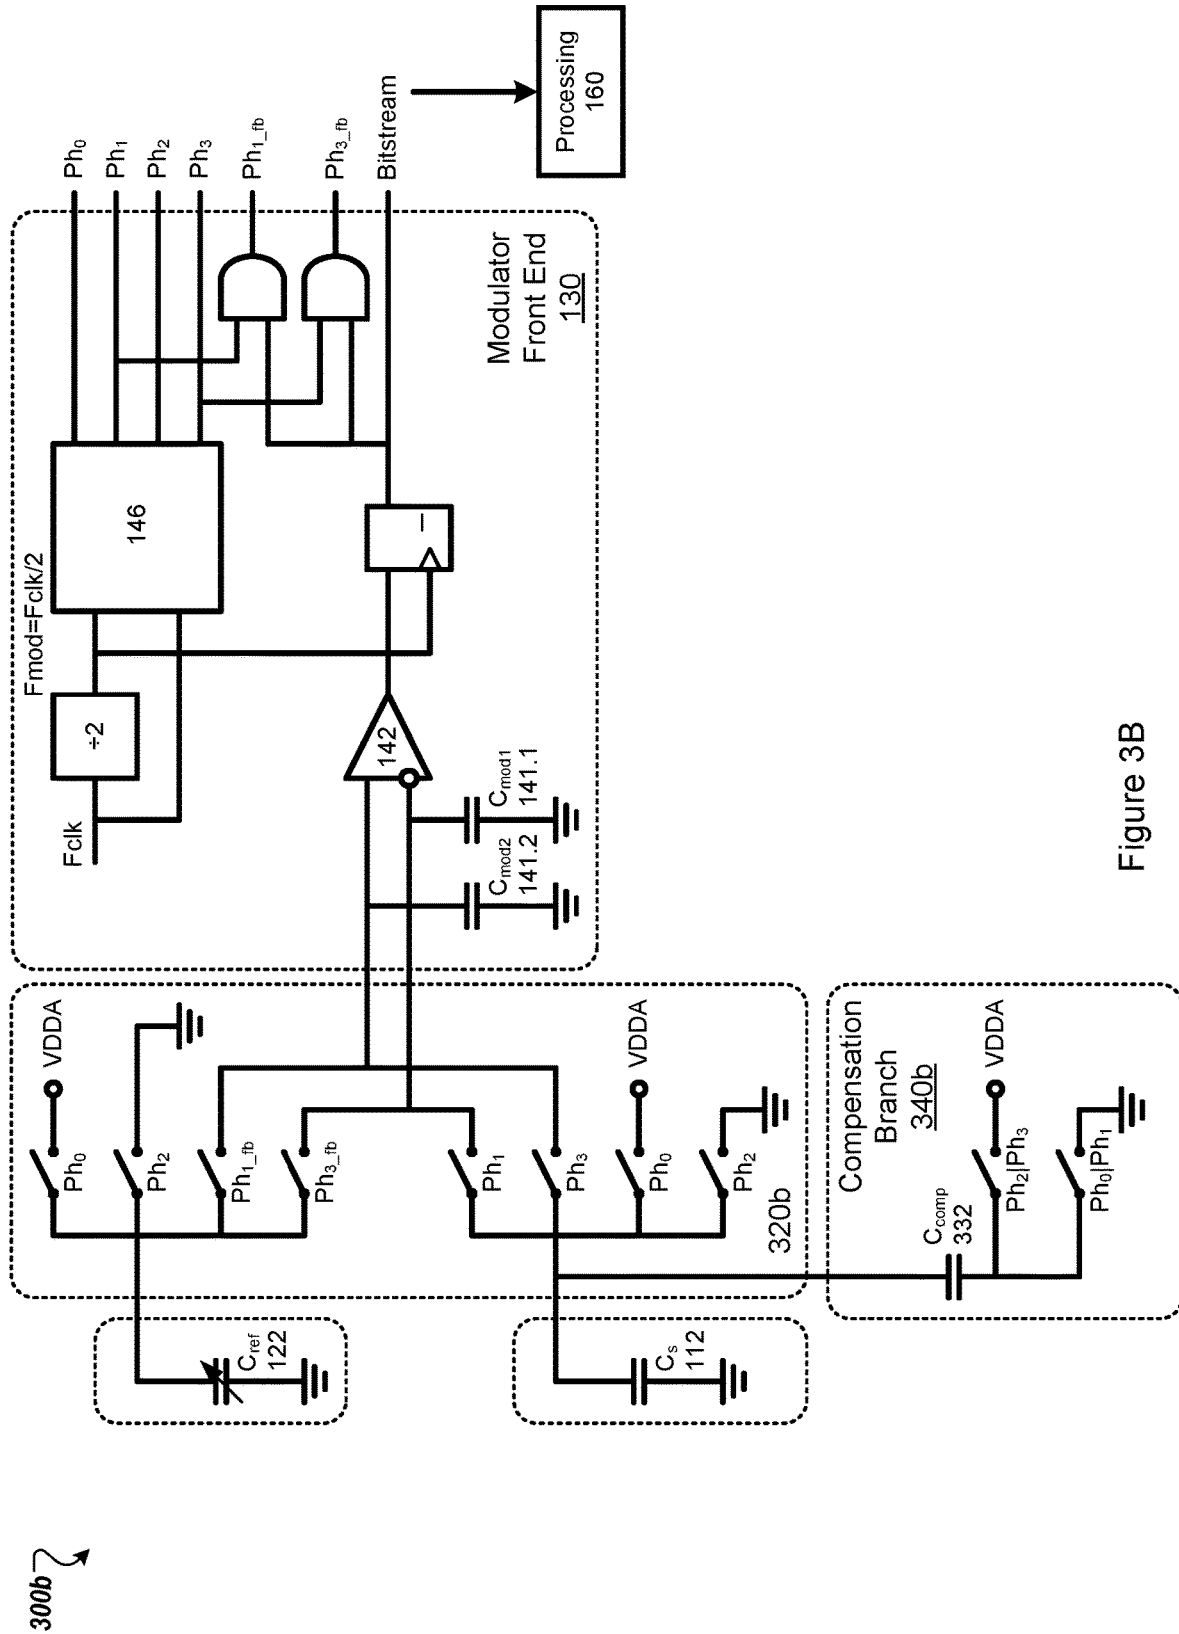 300b
Fclk
÷2
Fmod=Fclk/2
146
Ph0
Ph1
Ph2
Ph3
Ph1_fb
Ph3_fb
Bitstream
Processing
160
142
Cmod1
141.1
Cmod2
141.2
Modulator
Front End
130
VDDA
Ph0
Ph2
Ph1_fb
Ph3_fb
Ph1
Ph3
Ph0
VDDA
Ph2
320b
Cref
122
Cs
112
Compensation
Branch
340b
Ccomp
332
Ph2|Ph3
VDDA
Ph0|Ph1
Figure 3B